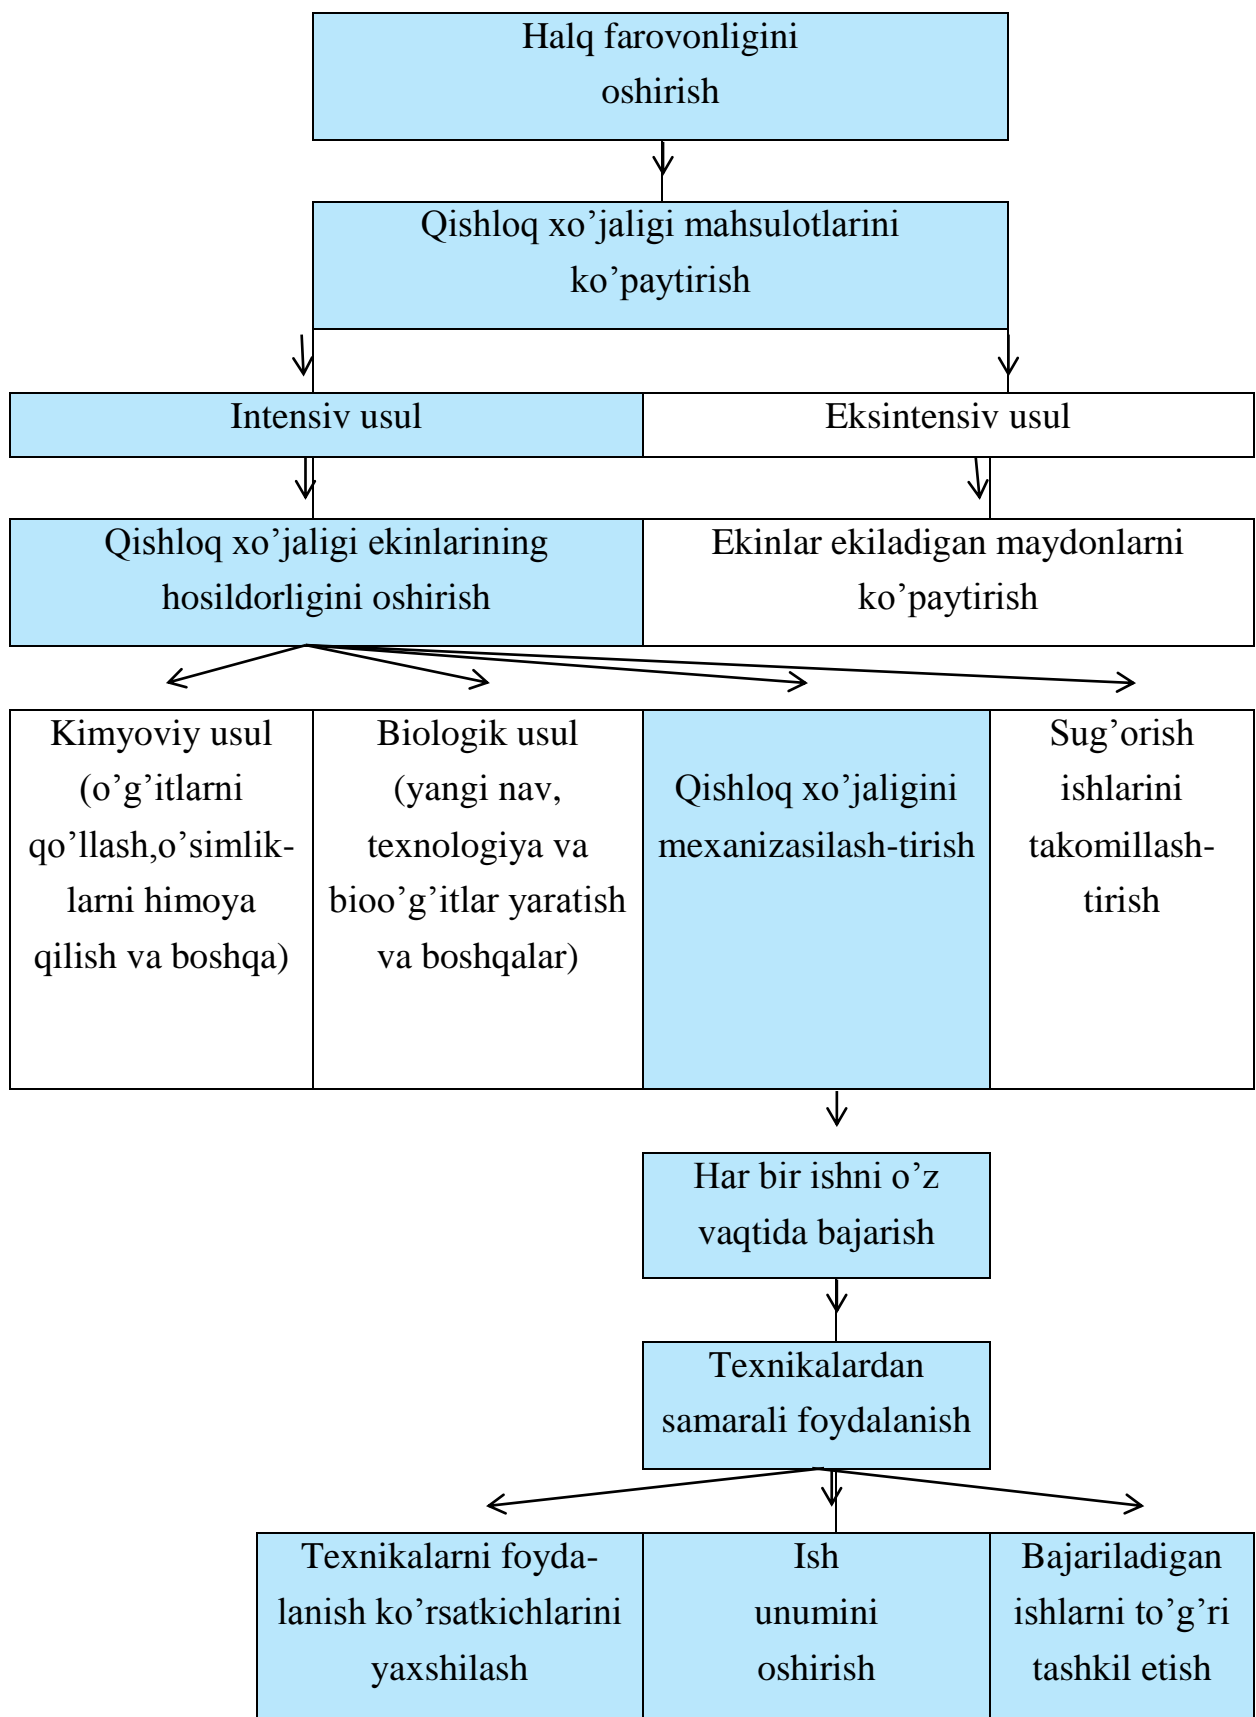 Halq farovonligini
oshirish
Qishloq xo’jaligi mahsulotlarini
ko’paytirish
Intensiv usul
Eksintensiv usul
Qishloq xo’jaligi ekinlarining
hosildorligini oshirish
Ekinlar ekiladigan maydonlarni
ko’paytirish
Kimyoviy usul
(o’g’itlarni
qo’llash,o’simlik-
larni himoya
qilish va boshqa)
Biologik usul
(yangi nav,
texnologiya va
bioo’g’itlar yaratish
va boshqalar)
Qishloq xo’jaligini
mexanizasilash-tirish
Sug’orish
ishlarini
takomillash-
tirish
Har bir ishni o’z
vaqtida bajarish
Texnikalardan
samarali foydalanish
Texnikalarni foyda-
lanish ko’rsatkichlarini
yaxshilash
Ish
unumini
oshirish
Bajariladigan
ishlarni to’g’ri
tashkil etish